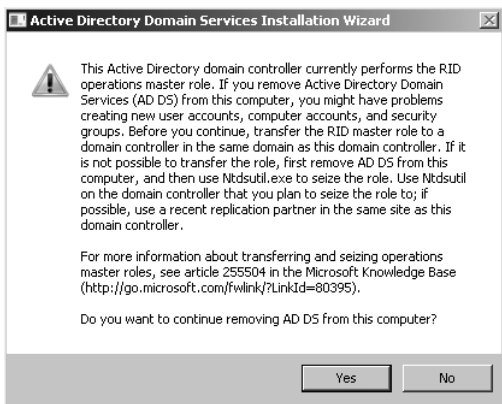 Active Directory Domain Services Installation Wizard
This Active Directory domain controller currently performs the RID
operations master role. If you remove Active Directory Domain
Services (AD DS) from this computer, you might have problems
creating new user accounts, computer accounts, and security
groups. Before you continue, transfer the RID master role to a
domain controller in the same domain as this domain controller. If it
is not possible to transfer the role, first remove AD DS from this
computer, and then use Ntdsutil.exe to seize the role. Use Ntdsutil
on the domain controller that you plan to seize the role to; if
possible, use a recent replication partner in the same site as this
domain controller.
For more information about transferring and seizing operations
master roles, see article 255504 in the Microsoft Knowledge Base
(http://go.microsoft.com/fwlink/?LinkId=80395).
Do you want to continue removing AD DS from this computer?
Yes No